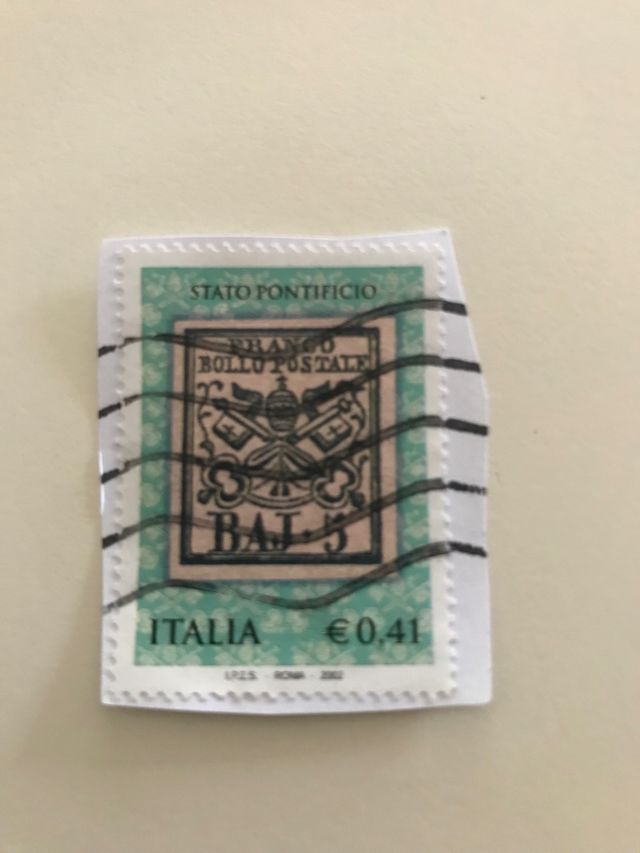 STATO PONTIFICIO
FRANCO
BOLLO POSTALE
BAJ. 5
ITALIA € 0,41
I.P.Z.S. - ROMA - 2002